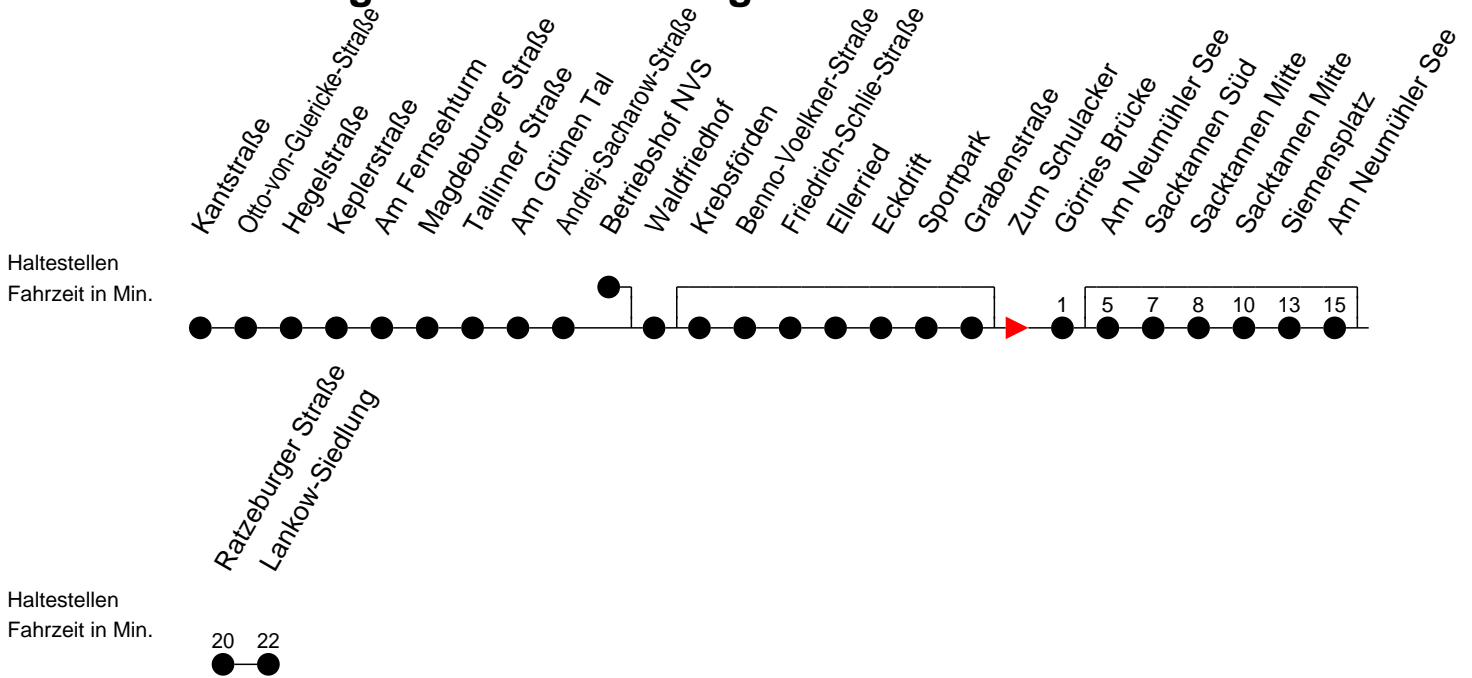 Kantstraße
Otto-von-Guericke-Straße
Hegelstraße
Keplerstraße
Am Fernsehturm
Magdeburger Straße
Tallinner Straße
Am Grünen Tal
Andrej-Sacharow-Straße
Betriebshof NVS
Waldfriedhof
Krebsförden
Benno-Voelkner-Straße
Friedrich-Schlie-Straße
Ellerried
Eckdrift
Sportpark
Grabenstraße
Zum Schulacker
Görries Brücke
Am Neumühler See
Sacktannen Süd
Sacktannen Mitte
Sacktannen Mitte
Siemensplatz
Am Neumühler See
Haltestellen
Fahrzeit in Min.
1 5 7 8 10 13 15
Ratzeburger Straße
Lankow-Siedlung
Haltestellen
Fahrzeit in Min.
20 22